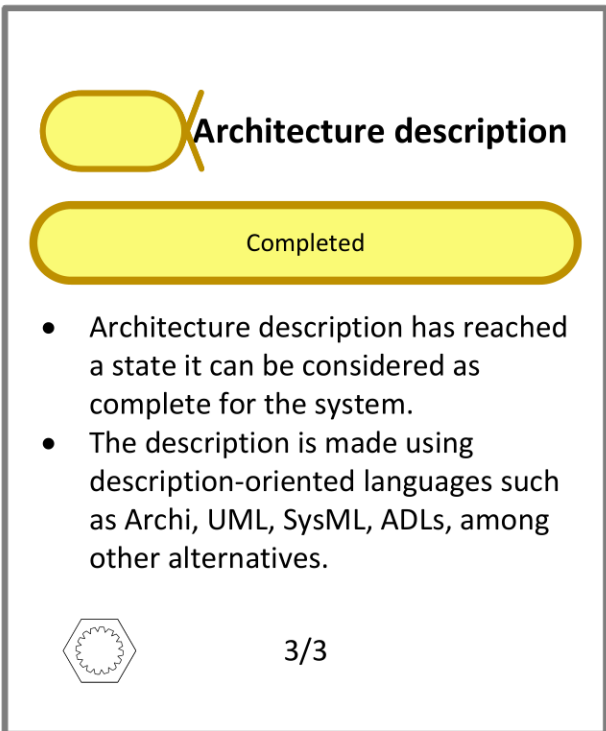 Architecture description
Completed
• Architecture description has reached
a state it can be considered as
complete for the system.
• The description is made using
description-oriented languages such
as Archi, UML, SysML, ADLs, among
other alternatives.
3/3